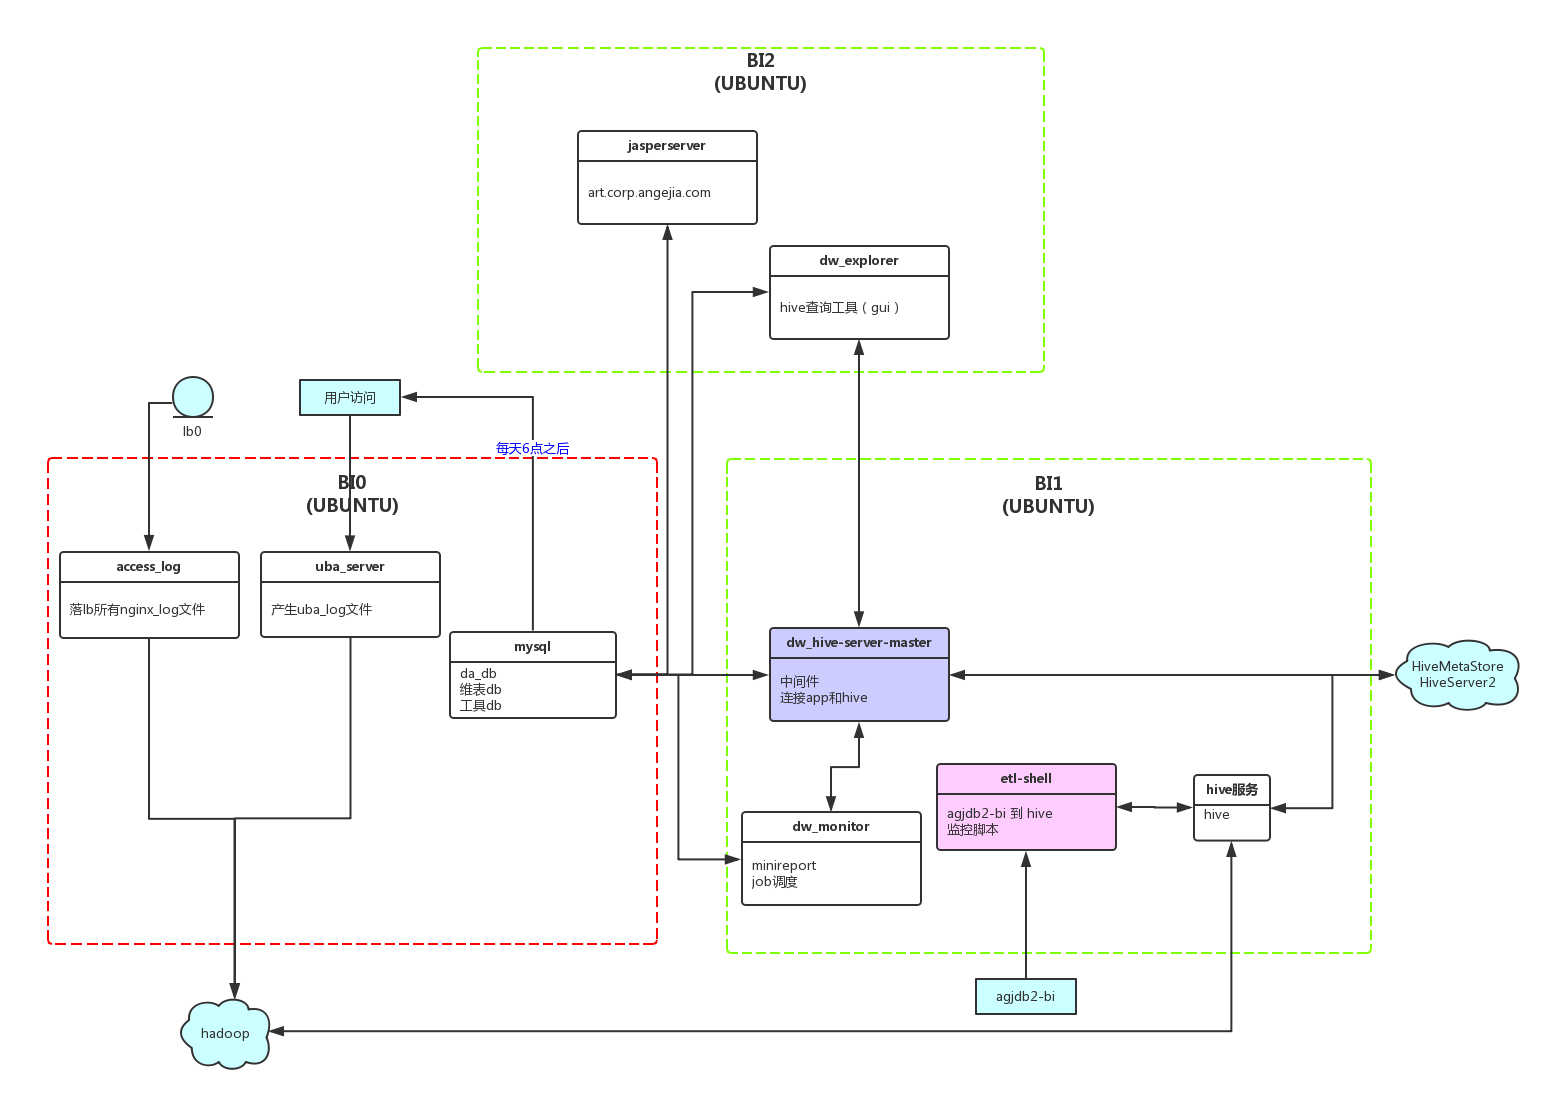 BI2
(UBUNTU)
jasperserver
art.corp.angejia.com
dw_explorer
hive查询工具（gui）
lb0
用户访问
每天6点之后
BI0
(UBUNTU)
access_log
落lb所有nginx_log文件
uba_server
产生uba_log文件
mysql
da_db
维表db
工具db
BI1
(UBUNTU)
dw_hive-server-master
中间件
连接app和hive
HiveMetaStore
HiveServer2
etl-shell
agjdb2-bi 到 hive
监控脚本
hive服务
hive
dw_monitor
minireport
job调度
agjdb2-bi
hadoop